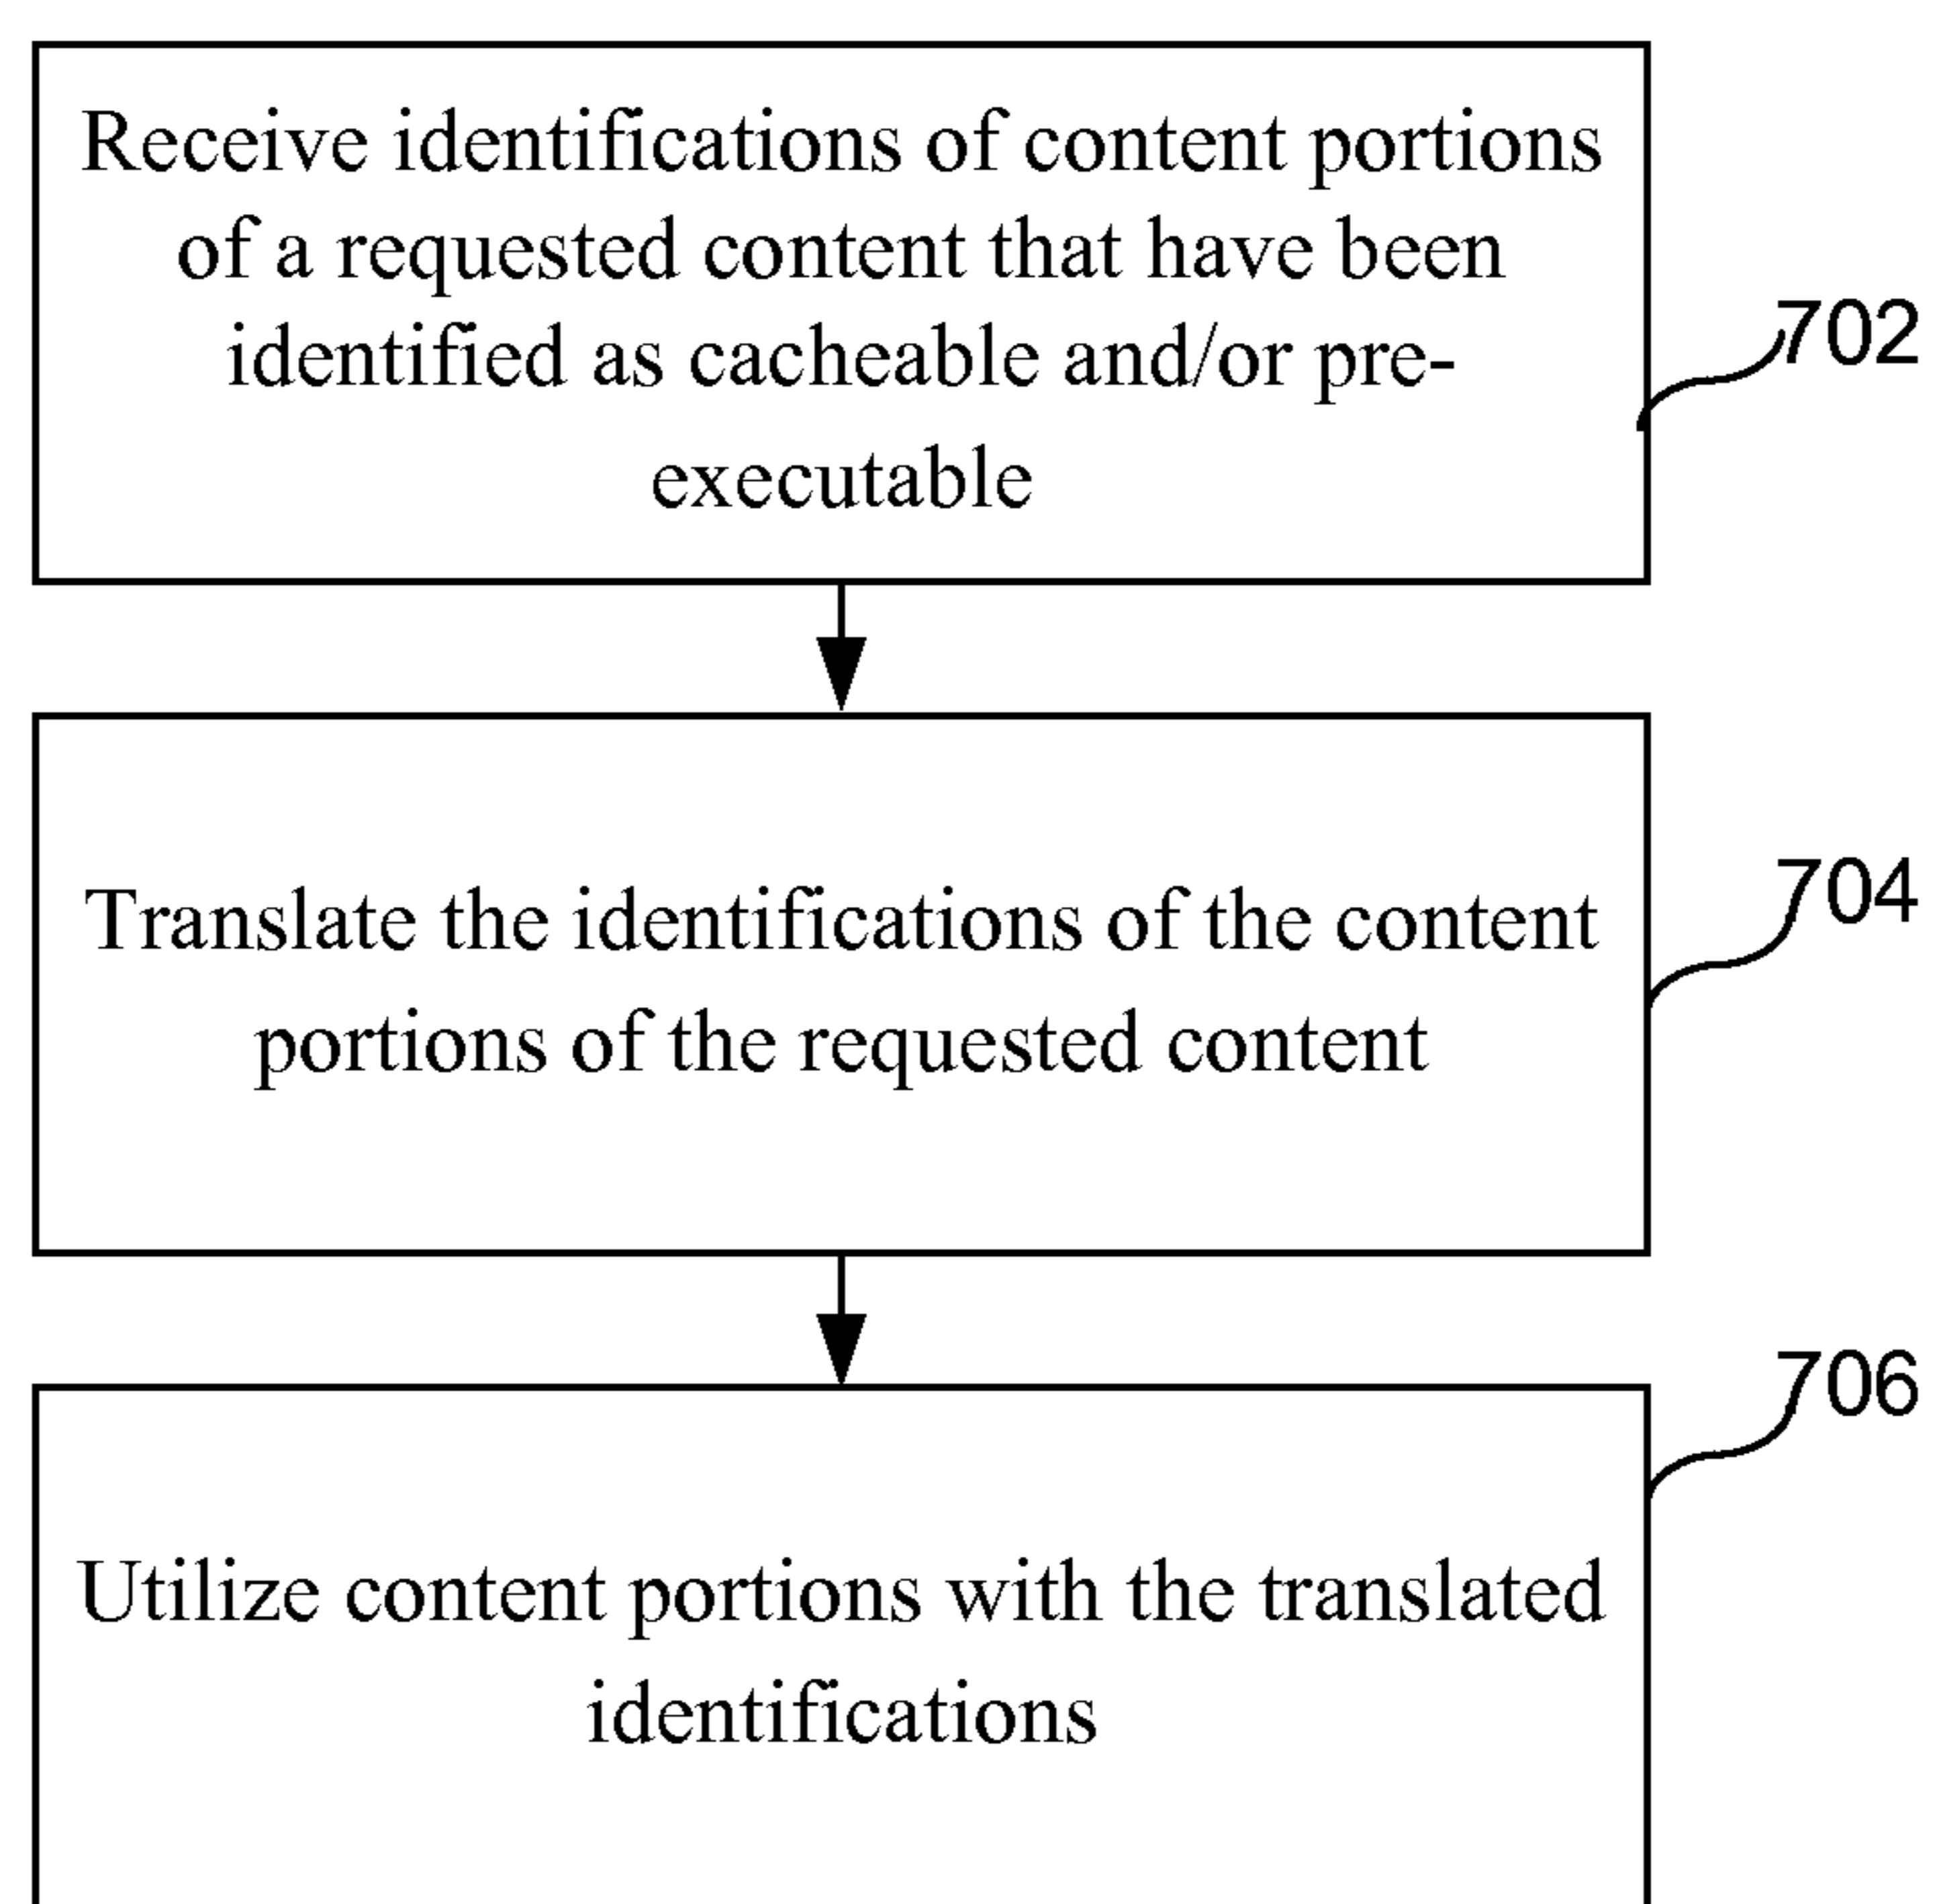 Receive identifications of content portions
of a requested content that have been
identified as cacheable and/or pre-
executable
702
Translate the identifications of the content
portions of the requested content
704
Utilize content portions with the translated
identifications
706